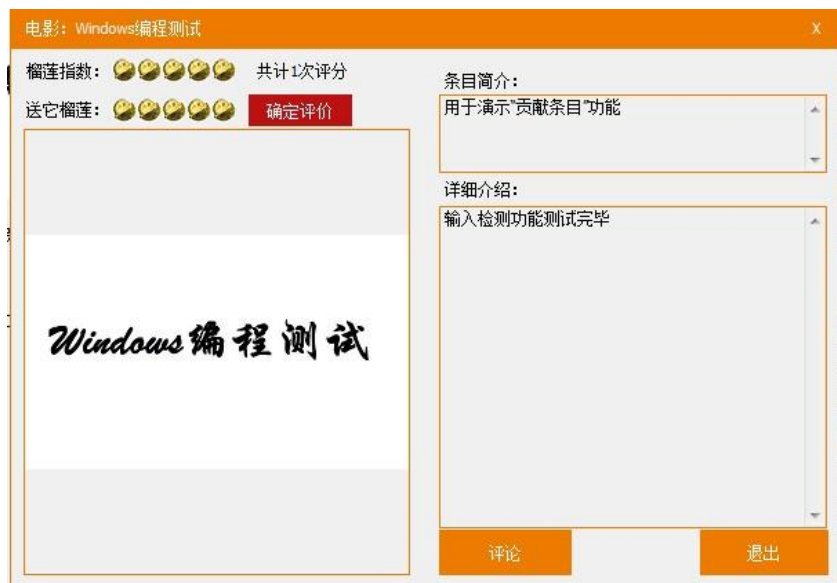 电影：Windows编程测试 X
榴莲指数： 共计1次评分
送它榴莲： 确定评价
Windows编程测试
条目简介：
用于演示"贡献条目"功能
详细介绍：
输入检测功能测试完毕
评论 退出